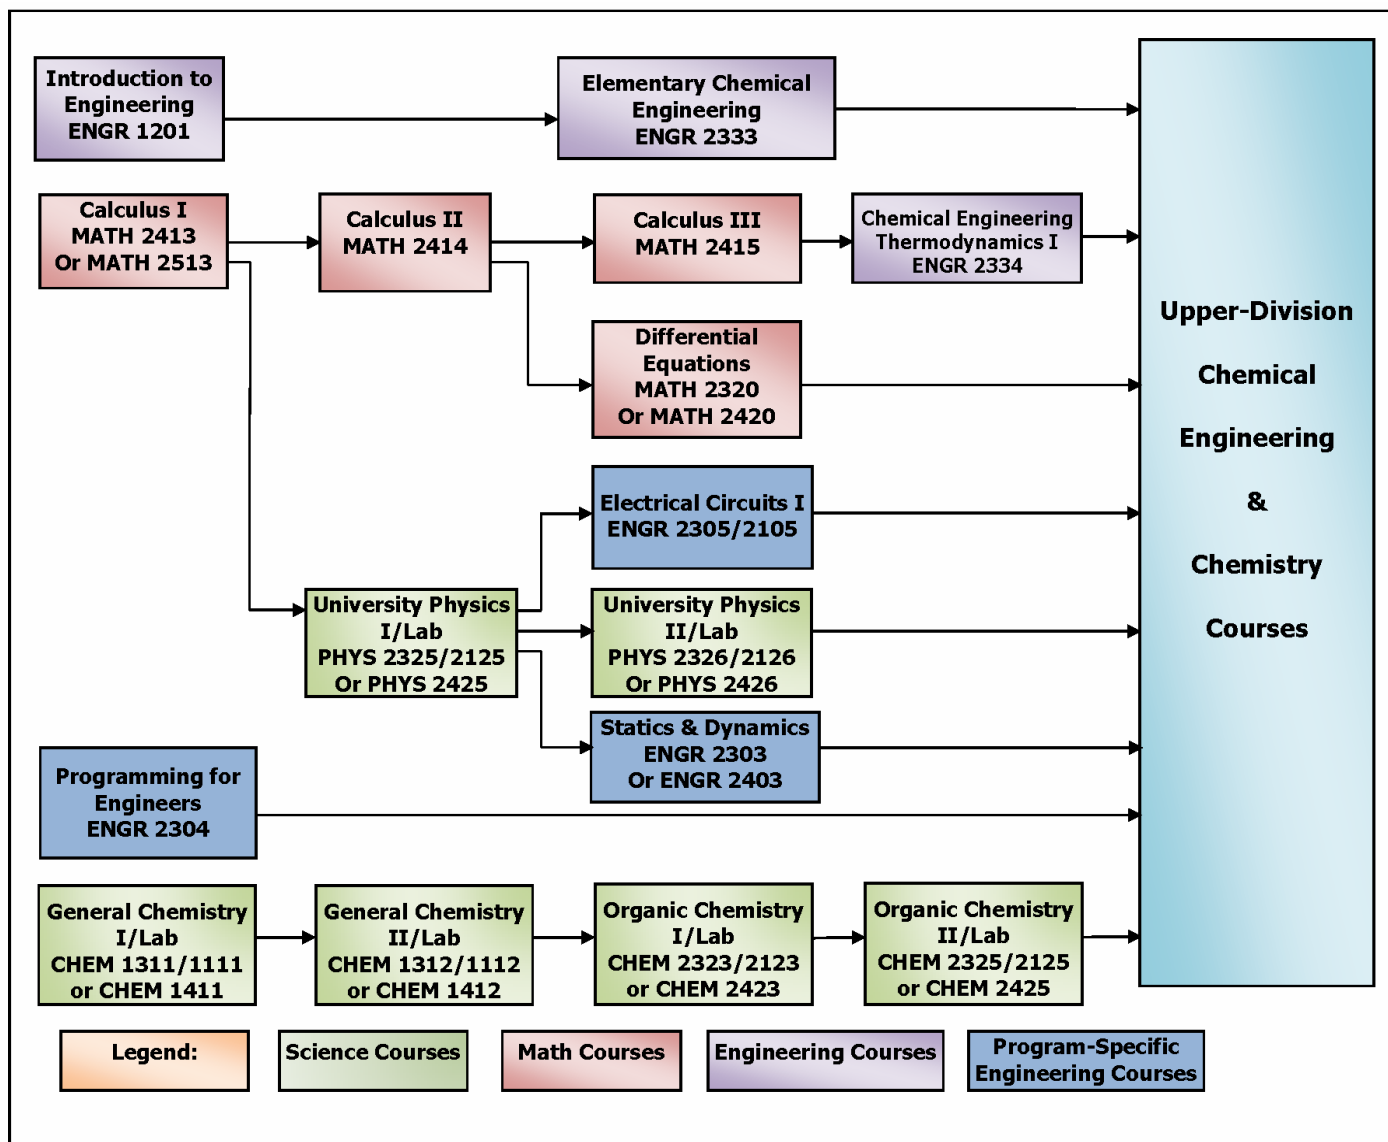 Introduction to
Engineering
ENGR 1201
Elementary Chemical
Engineering
ENGR 2333
Calculus I
MATH 2413
Or MATH 2513
Calculus II
MATH 2414
Calculus III
MATH 2415
Chemical Engineering
Thermodynamics I
ENGR 2334
Differential
Equations
MATH 2320
Or MATH 2420
Electrical Circuits I
ENGR 2305/2105
University Physics
I/Lab
PHYS 2325/2125
Or PHYS 2425
University Physics
II/Lab
PHYS 2326/2126
Or PHYS 2426
Statics & Dynamics
ENGR 2303
Or ENGR 2403
Programming for
Engineers
ENGR 2304
General Chemistry
I/Lab
CHEM 1311/1111
or CHEM 1411
General Chemistry
II/Lab
CHEM 1312/1112
or CHEM 1412
Organic Chemistry
I/Lab
CHEM 2323/2123
or CHEM 2423
Organic Chemistry
II/Lab
CHEM 2325/2125
or CHEM 2425
Upper-Division
Chemical
Engineering
&
Chemistry
Courses
Legend:
Science Courses
Math Courses
Engineering Courses
Program-Specific
Engineering Courses